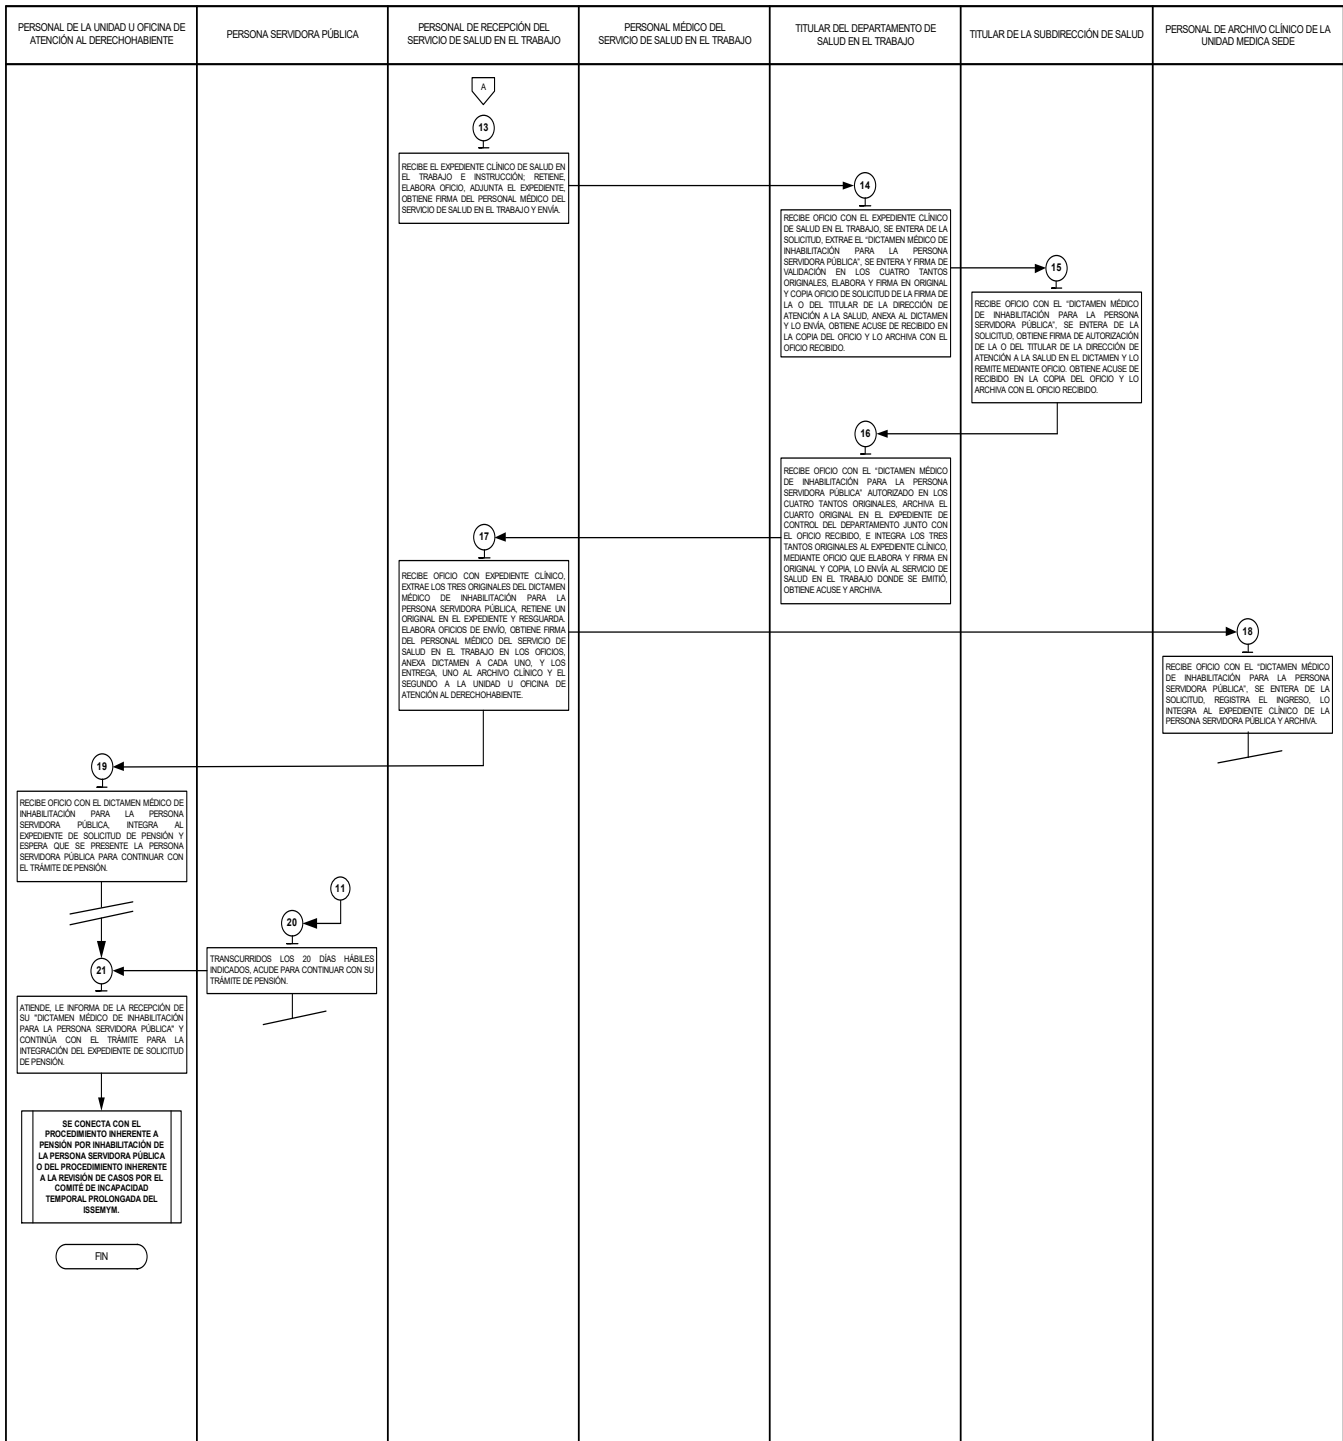 PERSONAL DE LA UNIDAD U OFICINA DE
ATENCIÓN AL DERECHOHABIENTE
PERSONA SERVIDORA PÚBLICA
PERSONAL DE RECEPCIÓN DEL
SERVICIO DE SALUD EN EL TRABAJO
PERSONAL MÉDICO DEL
SERVICIO DE SALUD EN EL TRABAJO
TITULAR DEL DEPARTAMENTO DE
SALUD EN EL TRABAJO
TITULAR DE LA SUBDIRECCIÓN DE SALUD
PERSONAL DE ARCHIVO CLÍNICO DE LA
UNIDAD MEDICA SEDE
A
13
RECIBE EL EXPEDIENTE CLÍNICO DE SALUD EN
EL TRABAJO E INSTRUCCIÓN; RETIENE,
ELABORA OFICIO, ADJUNTA EL EXPEDIENTE,
OBTIENE FIRMA DEL PERSONAL MÉDICO DEL
SERVICIO DE SALUD EN EL TRABAJO Y ENVÍA.
14
RECIBE OFICIO CON EL EXPEDIENTE CLÍNICO
DE SALUD EN EL TRABAJO, SE ENTERA DE LA
SOLICITUD, EXTRAE EL “DICTAMEN MÉDICO DE
INHABILITACIÓN PARA LA PERSONA
SERVIDORA PÚBLICA”, SE ENTERA Y FIRMA DE
VALIDACIÓN EN LOS CUATRO TANTOS
ORIGINALES, ELABORA Y FIRMA EN ORIGINAL
Y COPIA OFICIO DE SOLICITUD DE LA FIRMA DE
LA O DEL TITULAR DE LA DIRECCIÓN DE
ATENCIÓN A LA SALUD, ANEXA AL DICTAMEN
Y LO ENVÍA, OBTIENE ACUSE DE RECIBIDO EN
LA COPIA DEL OFICIO Y LO ARCHIVA CON EL
OFICIO RECIBIDO.
15
RECIBE OFICIO CON EL “DICTAMEN MÉDICO
DE INHABILITACIÓN PARA LA PERSONA
SERVIDORA PÚBLICA”, SE ENTERA DE LA
SOLICITUD, OBTIENE FIRMA DE AUTORIZACIÓN
DE LA O DEL TITULAR DE LA DIRECCIÓN DE
ATENCIÓN A LA SALUD EN EL DICTAMEN Y LO
REMITE MEDIANTE OFICIO. OBTIENE ACUSE DE
RECIBIDO EN LA COPIA DEL OFICIO Y LO
ARCHIVA CON EL OFICIO RECIBIDO.
16
RECIBE OFICIO CON EL “DICTAMEN MÉDICO
DE INHABILITACIÓN PARA LA PERSONA
SERVIDORA PÚBLICA” AUTORIZADO EN LOS
CUATRO TANTOS ORIGINALES, ARCHIVA EL
CUARTO ORIGINAL EN EL EXPEDIENTE DE
CONTROL DEL DEPARTAMENTO JUNTO CON
EL OFICIO RECIBIDO, E INTEGRA LOS TRES
TANTOS ORIGINALES AL EXPEDIENTE CLÍNICO,
MEDIANTE OFICIO QUE ELABORA Y FIRMA EN
ORIGINAL Y COPIA, LO ENVÍA AL SERVICIO DE
SALUD EN EL TRABAJO DONDE SE EMITIÓ,
OBTIENE ACUSE Y ARCHIVA.
17
RECIBE OFICIO CON EXPEDIENTE CLÍNICO,
EXTRAE LOS TRES ORIGINALES DEL DICTAMEN
MÉDICO DE INHABILITACIÓN PARA LA
PERSONA SERVIDORA PÚBLICA, RETIENE UN
ORIGINAL EN EL EXPEDIENTE Y RESGUARDA.
ELABORA OFICIOS DE ENVÍO, OBTIENE FIRMA
DEL PERSONAL MÉDICO DEL SERVICIO DE
SALUD EN EL TRABAJO EN LOS OFICIOS,
ANEXA DICTAMEN A CADA UNO, Y LOS
ENTREGA, UNO AL ARCHIVO CLÍNICO Y EL
SEGUNDO A LA UNIDAD U OFICINA DE
ATENCIÓN AL DERECHOHABIENTE.
18
RECIBE OFICIO CON EL “DICTAMEN MÉDICO
DE INHABILITACIÓN PARA LA PERSONA
SERVIDORA PÚBLICA”, SE ENTERA DE LA
SOLICITUD, REGISTRA EL INGRESO, LO
INTEGRA AL EXPEDIENTE CLÍNICO DE LA
PERSONA SERVIDORA PÚBLICA Y ARCHIVA.
19
RECIBE OFICIO CON EL DICTAMEN MÉDICO DE
INHABILITACIÓN PARA LA PERSONA
SERVIDORA PÚBLICA, INTEGRA AL
EXPEDIENTE DE SOLICITUD DE PENSIÓN Y
ESPERA QUE SE PRESENTE LA PERSONA
SERVIDORA PÚBLICA PARA CONTINUAR CON
EL TRÁMITE DE PENSIÓN.
11
20
TRANSCURRIDOS LOS 20 DÍAS HÁBILES
INDICADOS, ACUDE PARA CONTINUAR CON SU
TRÁMITE DE PENSIÓN.
21
ATIENDE, LE INFORMA DE LA RECEPCIÓN DE
SU "DICTAMEN MÉDICO DE INHABILITACIÓN
PARA LA PERSONA SERVIDORA PÚBLICA" Y
CONTINÚA CON EL TRÁMITE PARA LA
INTEGRACIÓN DEL EXPEDIENTE DE SOLICITUD
DE PENSIÓN.
SE CONECTA CON EL
PROCEDIMIENTO INHERENTE A
PENSIÓN POR INHABILITACIÓN DE
LA PERSONA SERVIDORA PÚBLICA
O DEL PROCEDIMIENTO INHERENTE
A LA REVISIÓN DE CASOS POR EL
COMITÉ DE INCAPACIDAD
TEMPORAL PROLONGADA DEL
ISSEMYM.
FIN